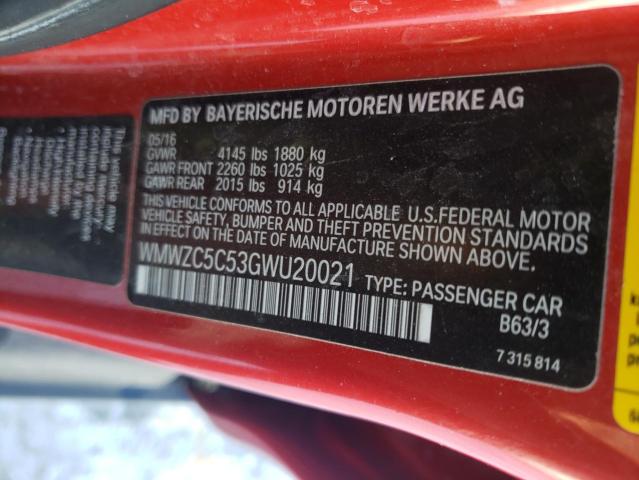 MFD BY BAYERISCHE MOTOREN WERKE AG
05/16
GVWR 4145 lbs 1880 kg
GAWR FRONT 2260 lbs 1025 kg
GAWR REAR 2015 lbs 914 kg
THIS VEHICLE CONFORMS TO ALL APPLICABLE U.S.FEDERAL MOTOR
VEHICLE SAFETY, BUMPER AND THEFT PREVENTION STANDARDS
IN EFFECT ON THE DATE OF MANUFACTURE SHOWN ABOVE.
WMWZC5C53GWU20021 TYPE: PASSENGER CAR
B63/3
7 315 814